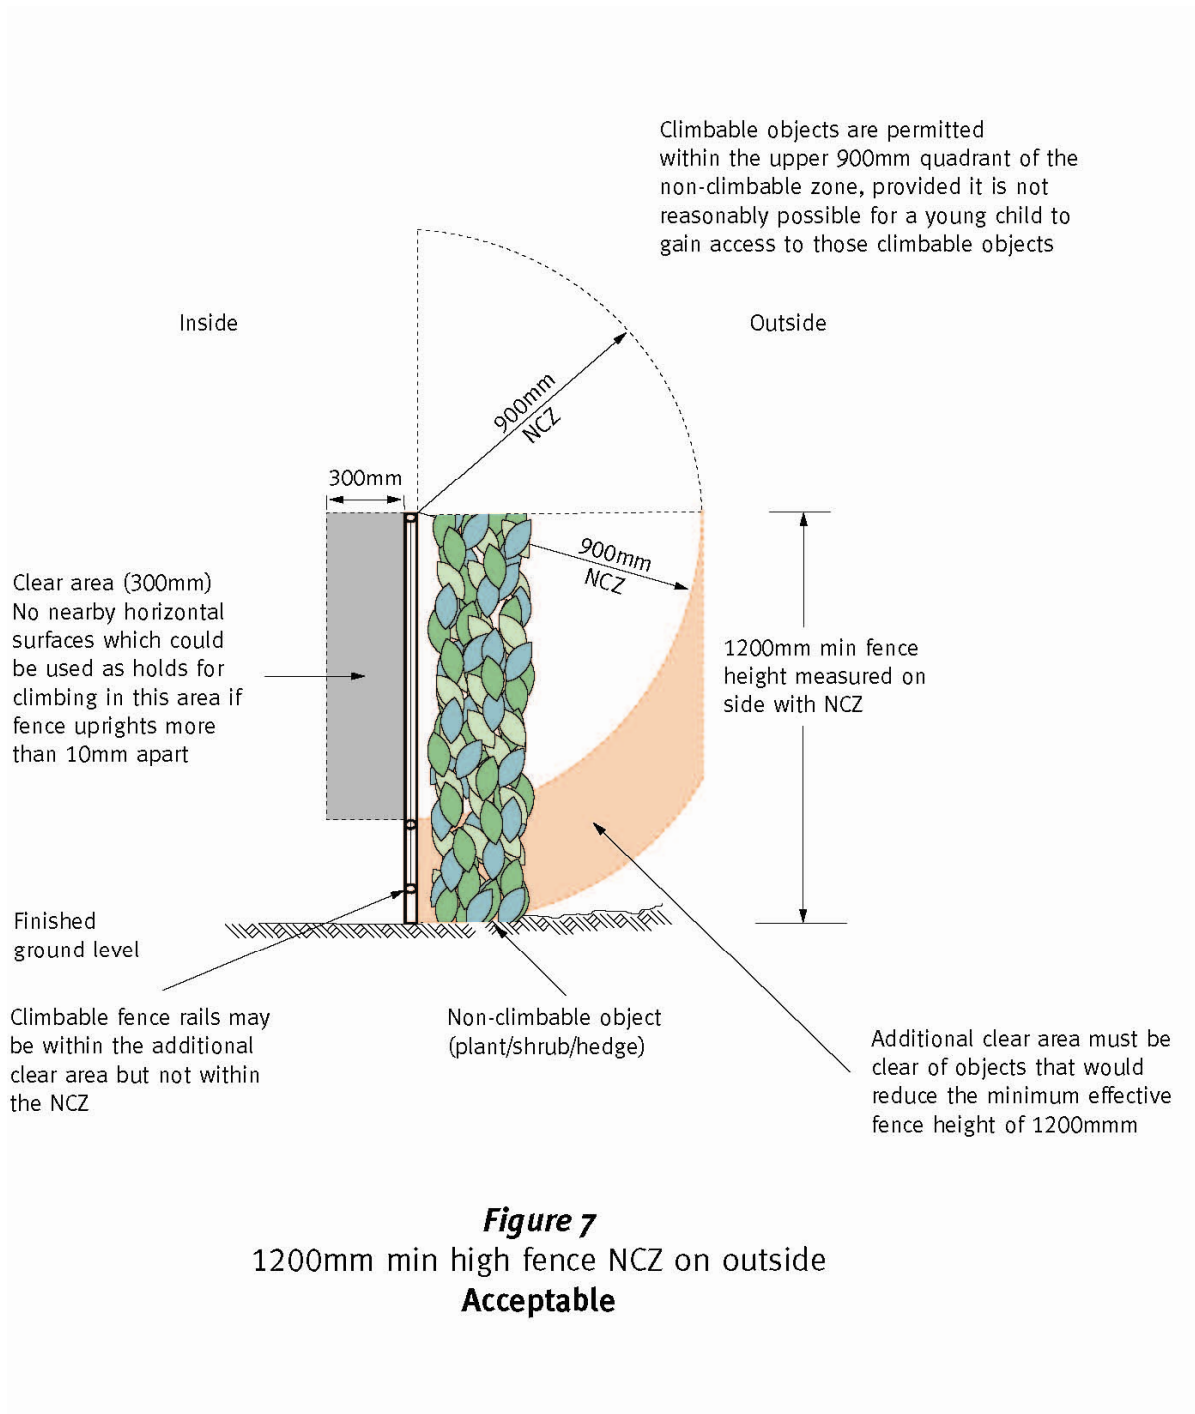 Climbable objects are permitted
within the upper 900mm quadrant of the
non-climbable zone, provided it is not
reasonably possible for a young child to
gain access to those climbable objects
Inside
Outside
900mm
NCZ
300mm
900mm
NCZ
Clear area (300mm)
No nearby horizontal
surfaces which could
be used as holds for
climbing in this area if
fence uprights more
than 10mm apart
1200mm min fence
height measured on
side with NCZ
Finished
ground level
Climbable fence rails may
be within the additional
clear area but not within
the NCZ
Non-climbable object
(plant/shrub/hedge)
Additional clear area must be
clear of objects that would
reduce the minimum effective
fence height of 1200mmm
Figure 7
1200mm min high fence NCZ on outside
Acceptable